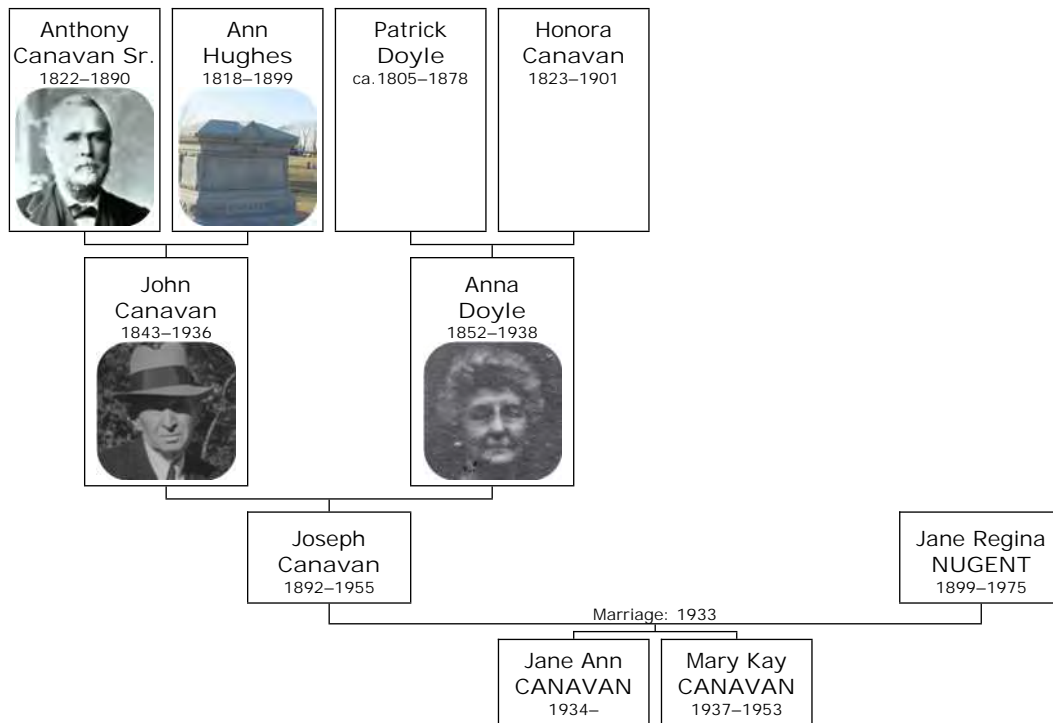 Anthony
Canavan Sr.
1822–1890
Ann
Hughes
1818–1899
Patrick
Doyle
ca.1805–1878
Honora
Canavan
1823–1901
John
Canavan
1843–1936
Anna
Doyle
1852–1938
Joseph
Canavan
1892–1955
Jane Regina
NUGENT
1899–1975
Marriage: 1933
Jane Ann
CANAVAN
1934–
Mary Kay
CANAVAN
1937–1953